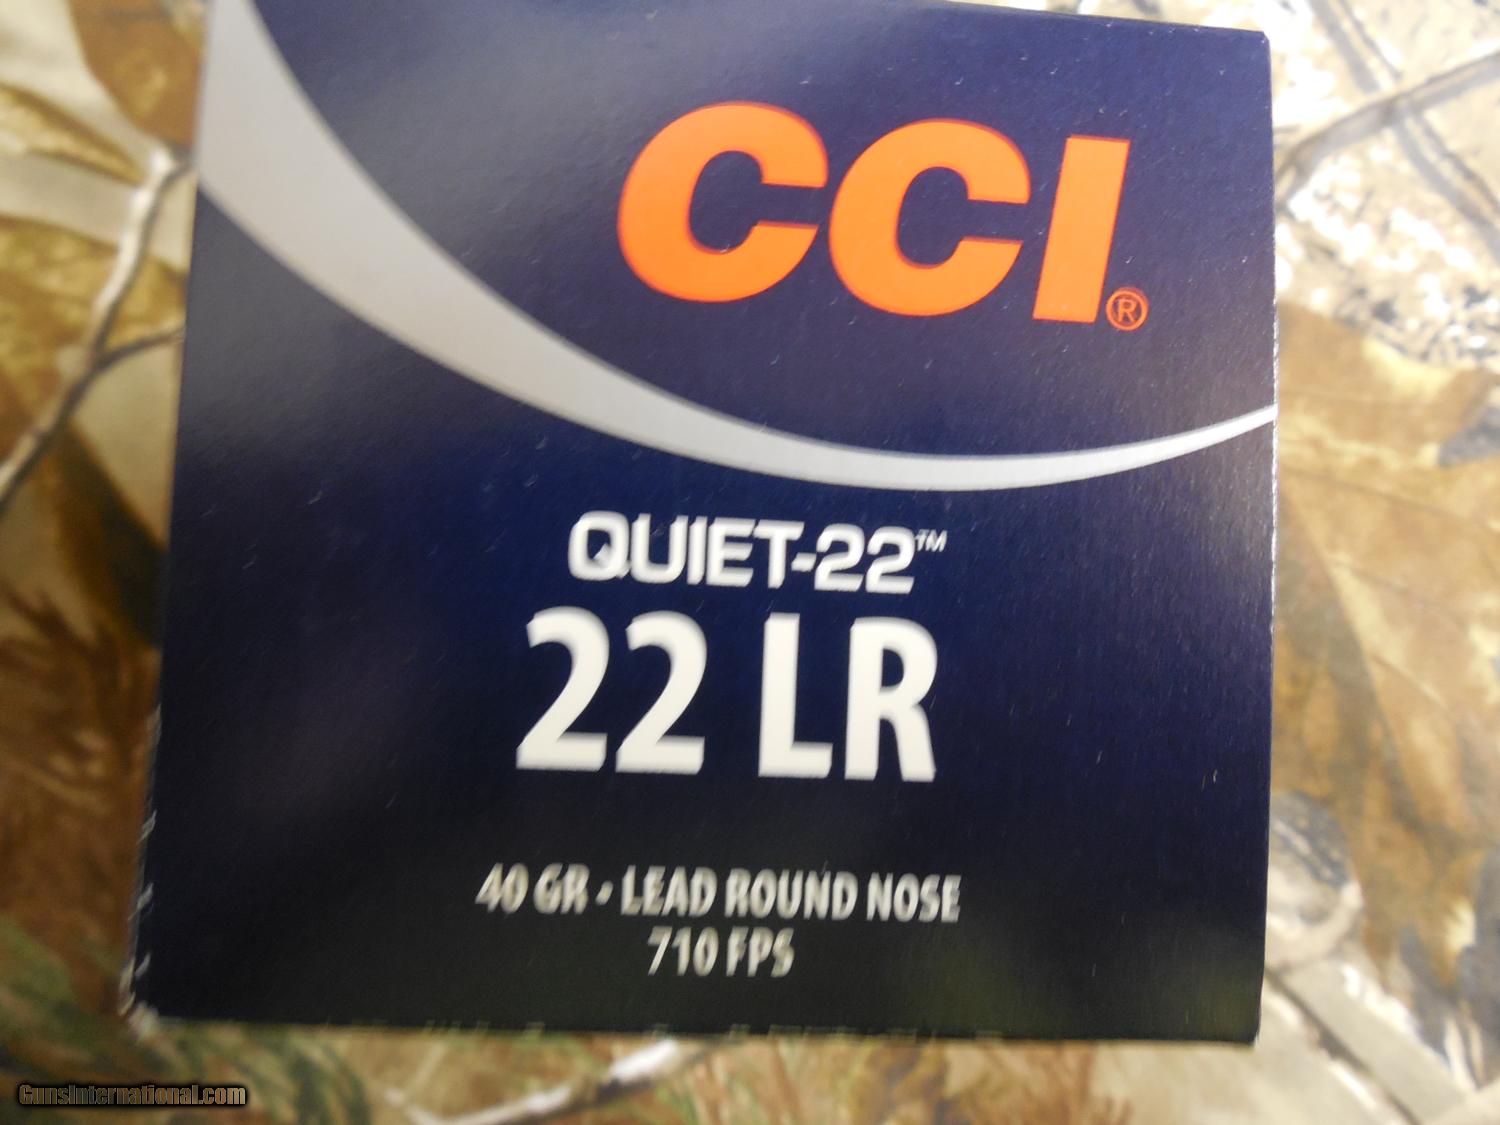 CCI®
QUIET-22™
22 LR
40 GR - LEAD ROUND NOSE
710 FPS
GunsInternational.com